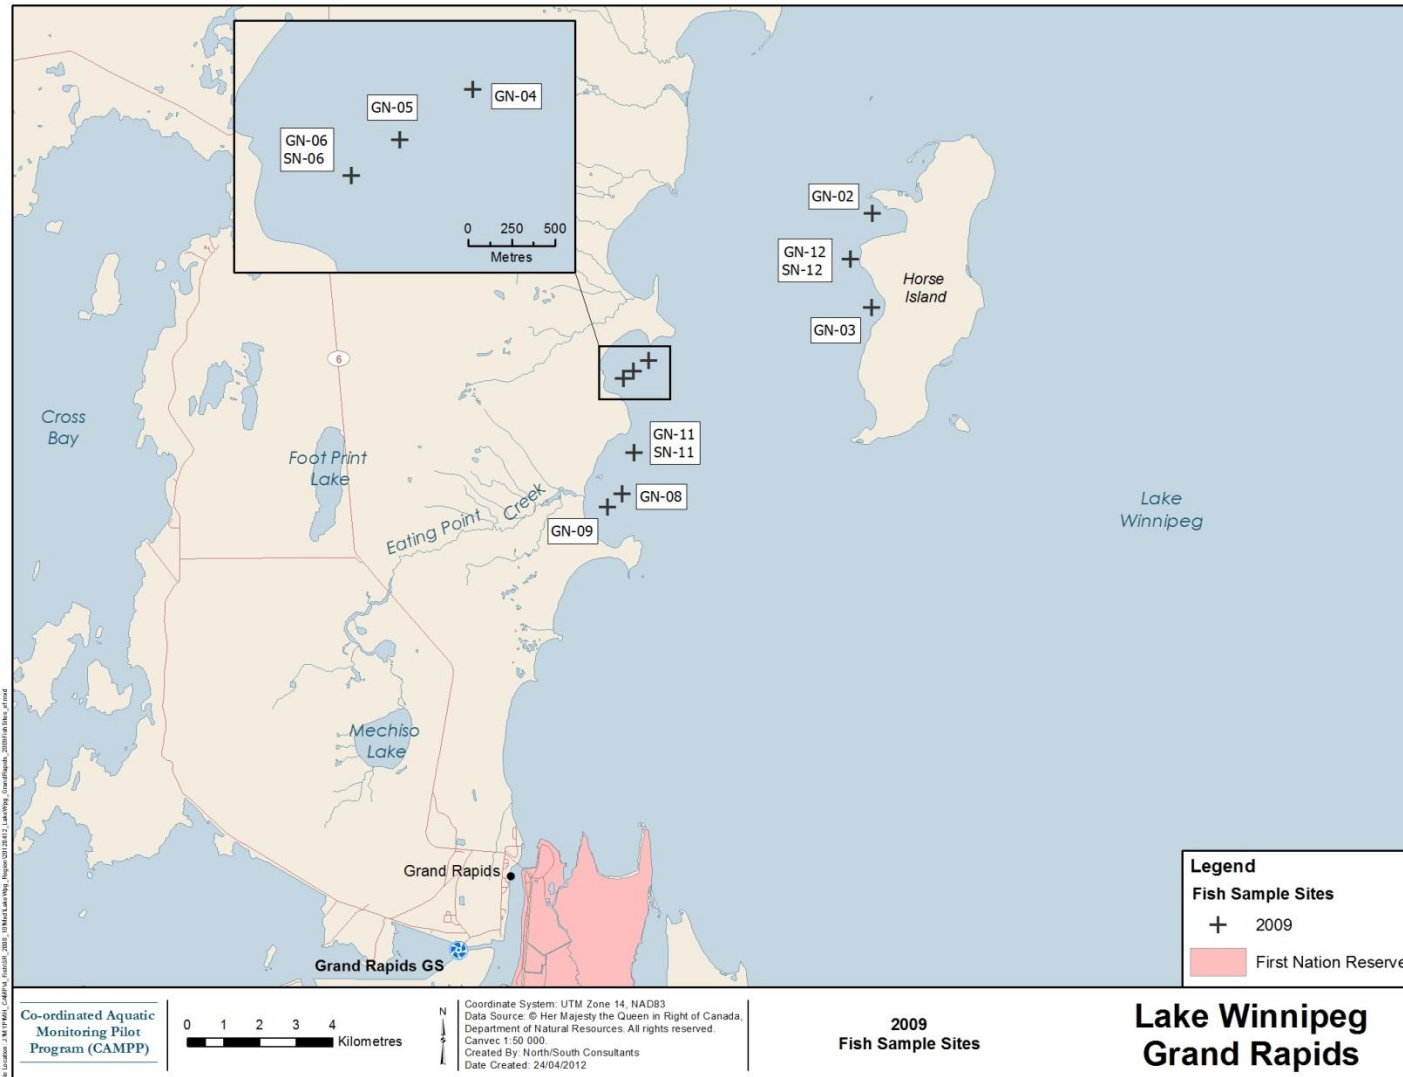 GN-04
GN-05
GN-06
SN-06
0 250 500
Metres
GN-02
GN-12
SN-12
Horse
Island
GN-03
6
Cross
Bay
Foot Print
Lake
GN-11
SN-11
GN-08
GN-09
Eating Point Creek
Lake
Winnipeg
Mechiso
Lake
Grand Rapids
Grand Rapids GS
Legend
Fish Sample Sites
2009
First Nation Reserve
Co-ordinated Aquatic
Monitoring Pilot
Program (CAMPP)
0 1 2 3 4
Kilometres
N
S
Coordinate System: UTM Zone 14, NAD83
Data Source: © Her Majesty the Queen in Right of Canada,
Department of Natural Resources. All rights reserved.
Canvec 1:50 000.
Created By: North/South Consultants
Date Created: 24/04/2012
2009
Fish Sample Sites
Lake Winnipeg
Grand Rapids